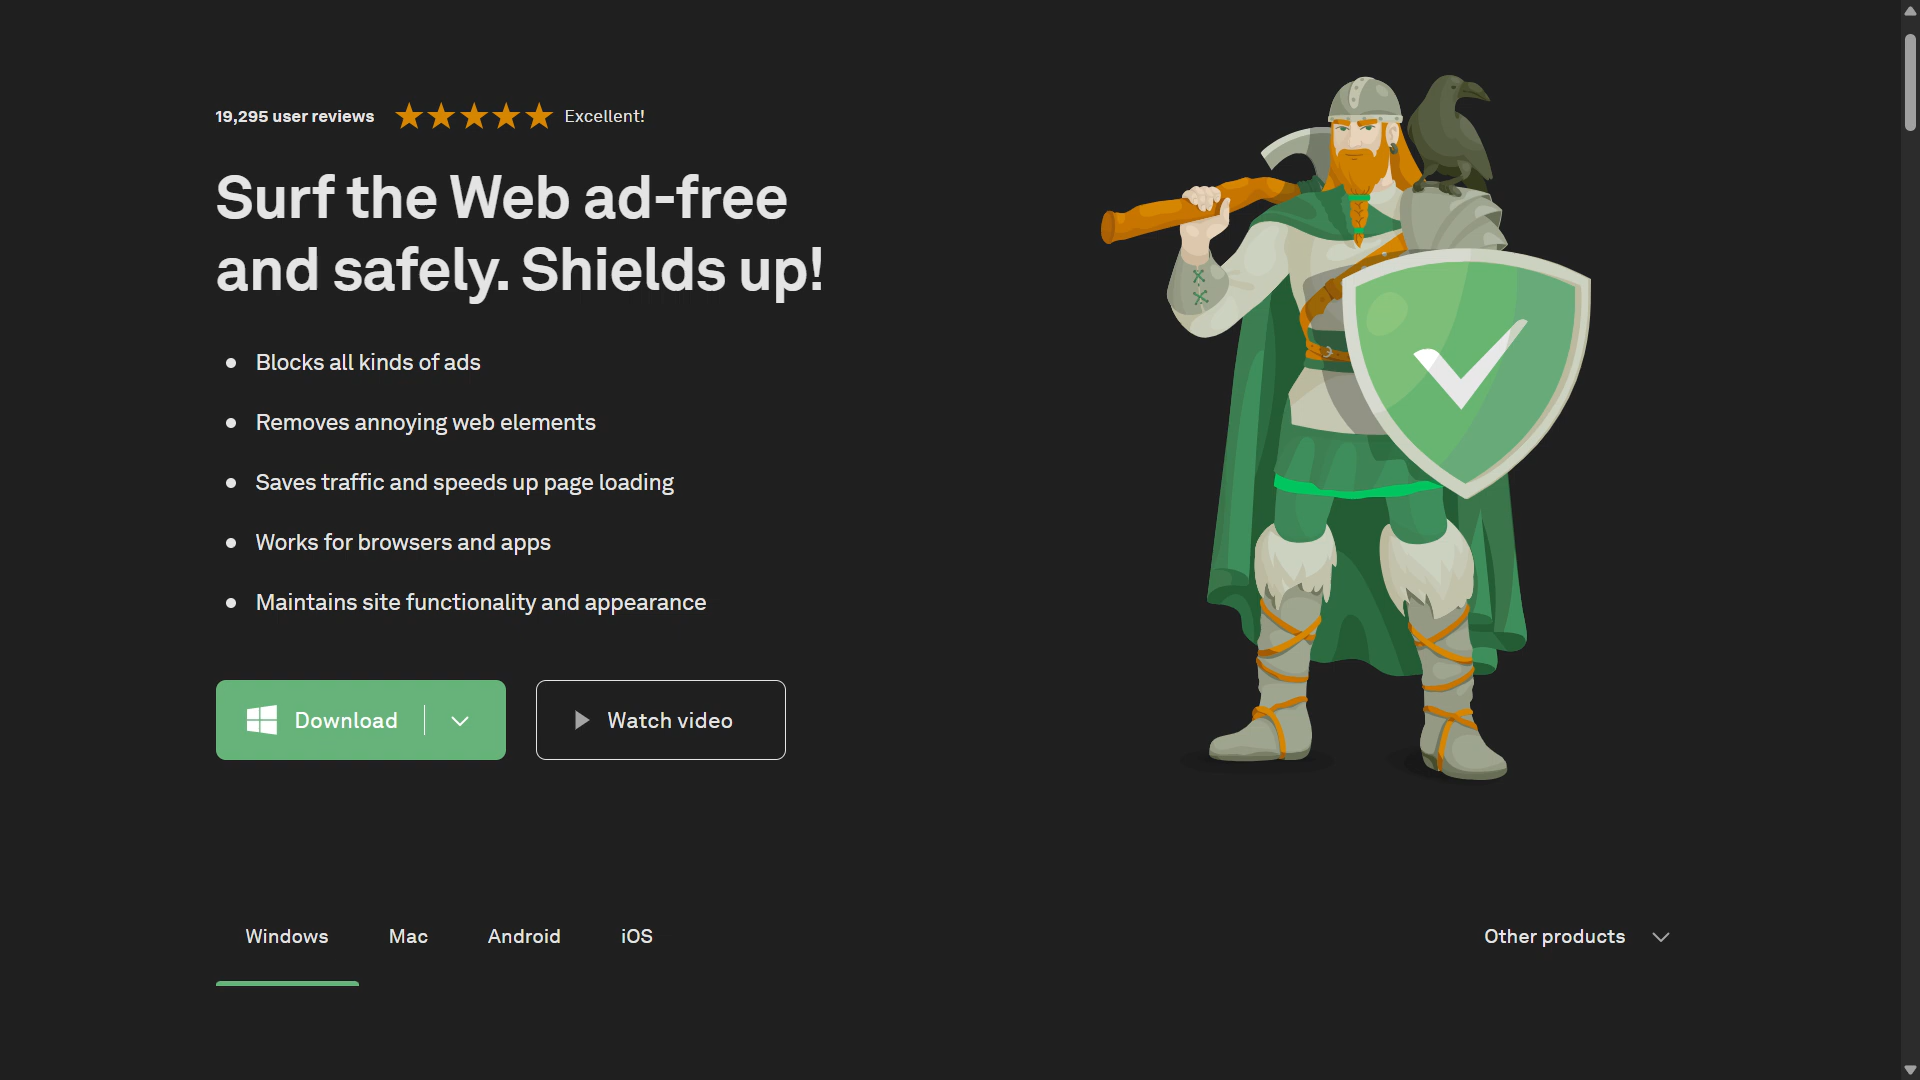 19,295 user reviews Excellent!
Surf the Web ad-free
and safely. Shields up!
Blocks all kinds of ads
Removes annoying web elements
Saves traffic and speeds up page loading
Works for browsers and apps
Maintains site functionality and appearance
Download
Watch video
Windows Mac Android iOS Other products